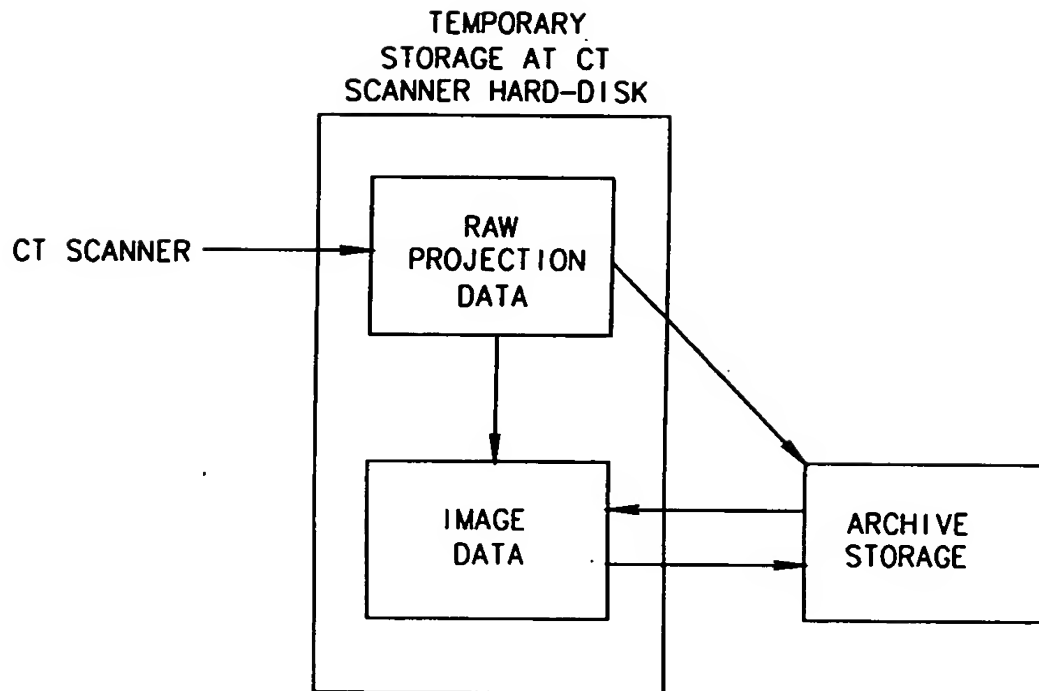 TEMPORARY
STORAGE AT CT
SCANNER HARD-DISK
CT SCANNER
RAW
PROJECTION
DATA
IMAGE
DATA
ARCHIVE
STORAGE